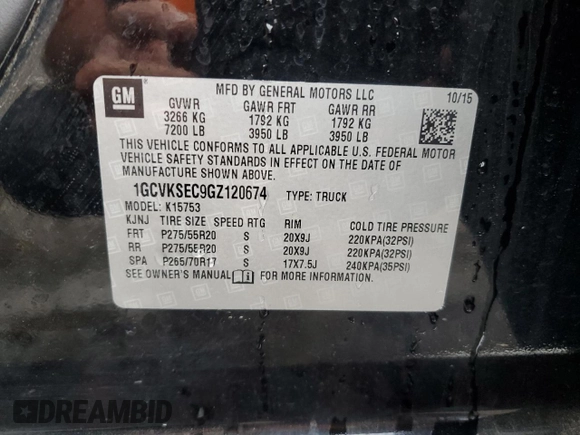 GM
MFD BY GENERAL MOTORS LLC 10/15
GVWR GAWR FRT GAWR RR
3266 KG 1792 KG 1792 KG
7200 LB 3950 LB 3950 LB
THIS VEHICLE CONFORMS TO ALL APPLICABLE U.S. FEDERAL MOTOR
VEHICLE SAFETY STANDARDS IN EFFECT ON THE DATE OF
MANUFACTURE SHOWN ABOVE.
1GCVKSEC9GZ120674 TYPE: TRUCK
MODEL: K15753
KJNJ TIRE SIZE SPEED RTG RIM COLD TIRE PRESSURE
FRT P275/55R20 S 20X9J 220KPA(32PSI)
RR P275/55R20 S 20X9J 220KPA(32PSI)
SPA P265/70R17 S 17X7.5J 240KPA(35PSI)
SEE OWNER'S MANUAL FOR MORE INFORMATION.
DREAMBID